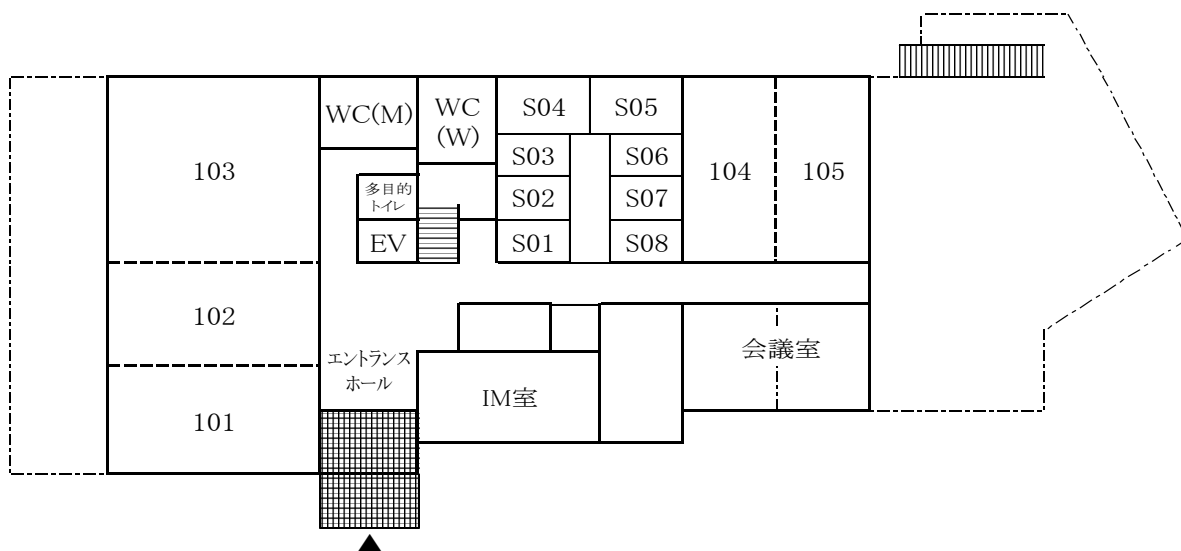 WC(M)
WC
(W)
S04
S05
103
S03
S06
104
105
多目的
トイレ
S02
S07
EV
S01
S08
102
エントランス
ホール
会議室
IM室
101